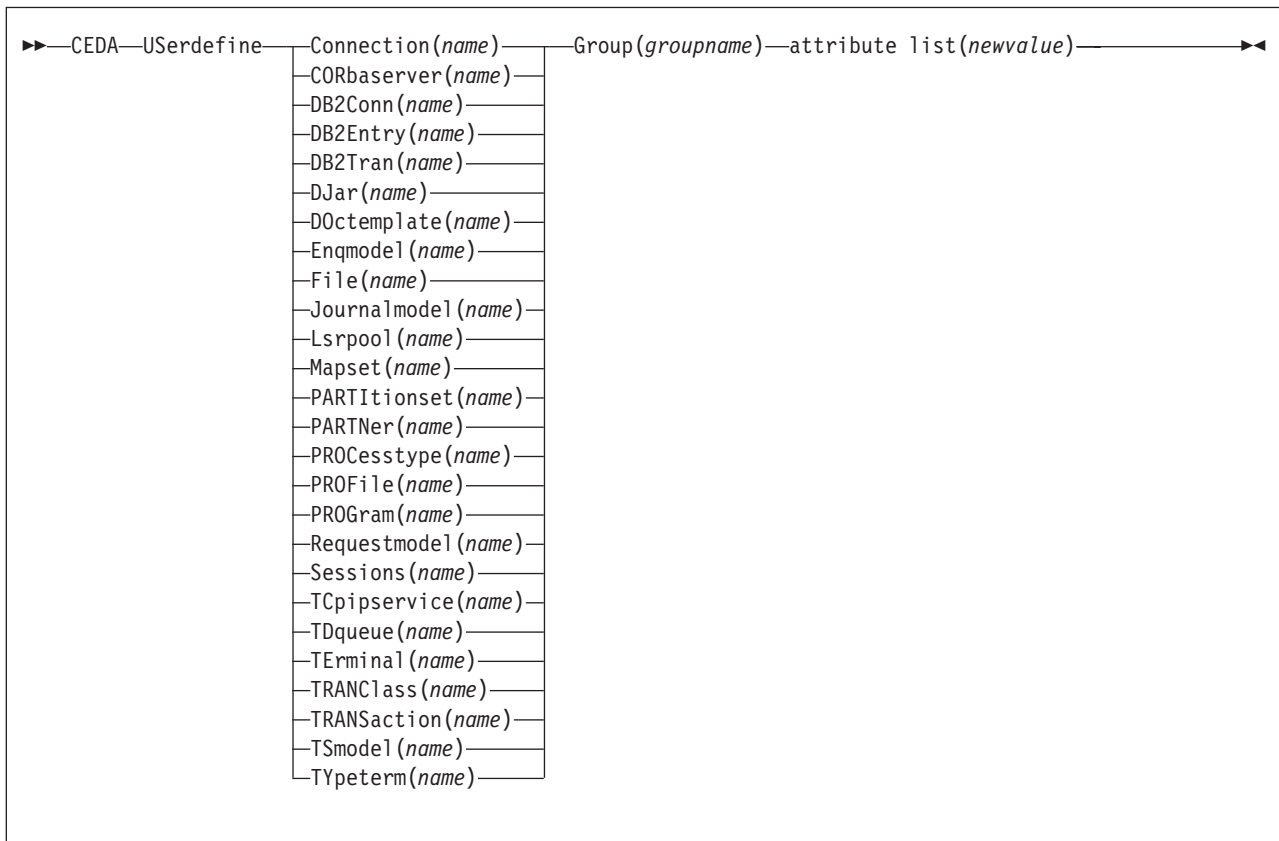 CEDA USerdefine Connection(name) Group(groupname) attribute list(newvalue)
CORbaserver(name)
DB2Conn(name)
DB2Entry(name)
DB2Tran(name)
DJar(name)
DOctemplate(name)
Enqmodel(name)
File(name)
Journalmodel(name)
Lsrpool(name)
Mapset(name)
PARTItionset(name)
PARTNer(name)
PROCesstype(name)
PROFile(name)
PROGram(name)
Requestmodel(name)
Sessions(name)
TCpipservice(name)
TDqueue(name)
TErminal(name)
TRANClass(name)
TRANSaction(name)
TSmodel(name)
TYpeterm(name)